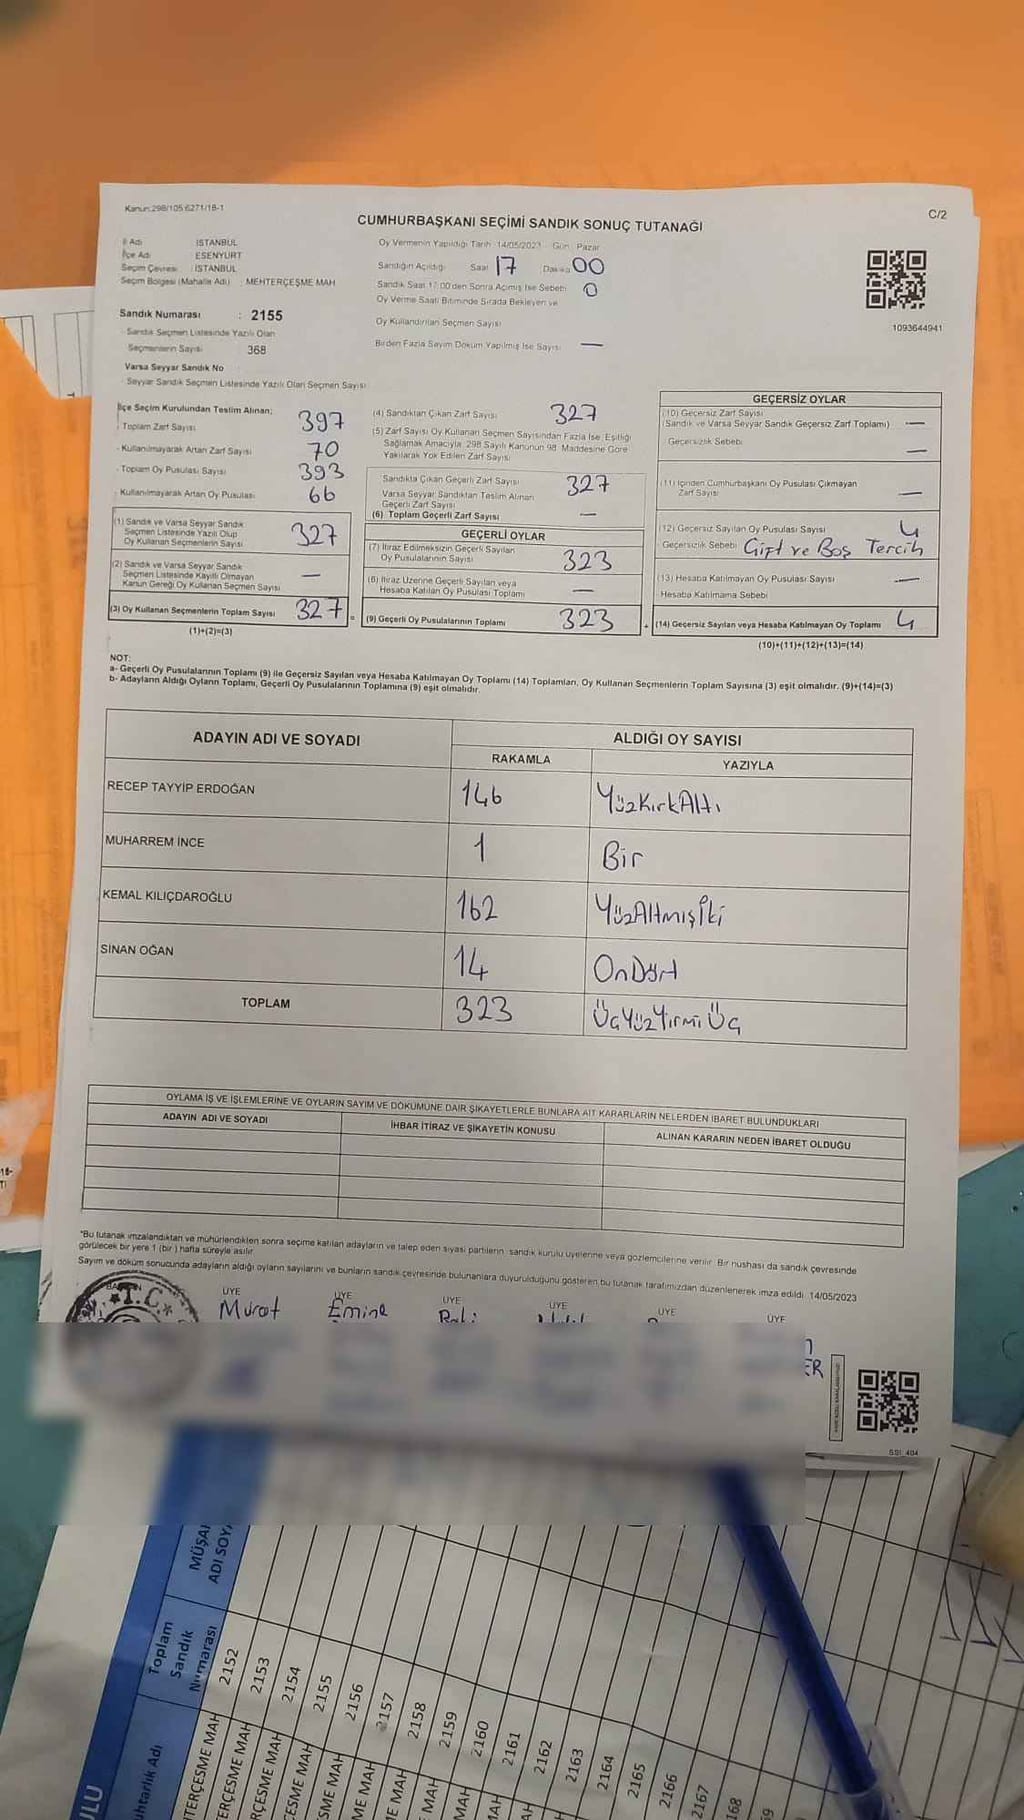 Kanun:298/105 6271/18-1
C/2
CUMHURBAŞKANI SEÇİMİ SANDIK SONUÇ TUTANAĞI
İl Adı İSTANBUL
İlçe Adı ESENYURT
Seçim Çevresi : İSTANBUL
Seçim Bölgesi (Mahalle Adı) : MEHTERÇEŞME MAH
Sandık Numarası : 2155
- Sandık Seçmen Listesinde Yazılı Olan
Seçmenlerin Sayısı 368
Varsa Seyyar Sandık No
- Seyyar Sandık Seçmen Listesinde Yazılı Olan Seçmen Sayısı
Oy Vermenin Yapıldığı Tarih 14/05/2023 - Gün : Pazar
Sandığın Açıldığı Saat 17 Dakika 00
Sandık Saat 17:00'den Sonra Açılmış İse Sebebi 0
Oy Verme Saati Bitiminde Sırada Bekleyen ve
Oy Kullandırılan Seçmen Sayısı
Birden Fazla Sayım Döküm Yapılmış İse Sayısı —
1093644941
İlçe Seçim Kurulundan Teslim Alınan;
- Toplam Zarf Sayısı 397
- Kullanılmayarak Artan Zarf Sayısı 70
- Toplam Oy Pusulası Sayısı 393
- Kullanılmayarak Artan Oy Pusulası 66
(1) Sandık ve Varsa Seyyar Sandık
Seçmen Listesinde Yazılı Olup
Oy Kullanan Seçmenlerin Sayısı 327
(2) Sandık ve Varsa Seyyar Sandık
Seçmen Listesinde Kayıtlı Olmayan
Kanun Gereği Oy Kullanan Seçmen Sayısı —
(3) Oy Kullanan Seçmenlerin Toplam Sayısı 327 =
(1)+(2)=(3)
(4) Sandıktan Çıkan Zarf Sayısı 327
(5) Zarf Sayısı Oy Kullanan Seçmen Sayısından Fazla İse, Eşitliği
Sağlamak Amacıyla, 298 Sayılı Kanunun 98. Maddesine Göre
Yakılarak Yok Edilen Zarf Sayısı
Sandıkta Çıkan Geçerli Zarf Sayısı 327
Varsa Seyyar Sandıktan Teslim Alınan
Geçerli Zarf Sayısı
(6) Toplam Geçerli Zarf Sayısı —
GEÇERLİ OYLAR
(7) İtiraz Edilmeksizin Geçerli Sayılan
Oy Pusulalarının Sayısı 323
(8) İtiraz Üzerine Geçerli Sayılan veya
Hesaba Katılan Oy Pusulası Toplamı —
(9) Geçerli Oy Pusulalarının Toplamı 323 +
GEÇERSİZ OYLAR
(10) Geçersiz Zarf Sayısı
(Sandık ve Varsa Seyyar Sandık Geçersiz Zarf Toplamı) —
Geçersizlik Sebebi —
(11) İçinden Cumhurbaşkanı Oy Pusulası Çıkmayan
Zarf Sayısı —
(12) Geçersiz Sayılan Oy Pusulası Sayısı 4
Geçersizlik Sebebi Çift ve Boş Tercih
(13) Hesaba Katılmayan Oy Pusulası Sayısı —
Hesaba Katılmama Sebebi
(14) Geçersiz Sayılan veya Hesaba Katılmayan Oy Toplamı 4
(10)+(11)+(12)+(13)=(14)
NOT:
a- Geçerli Oy Pusulalarının Toplamı (9) ile Geçersiz Sayılan veya Hesaba Katılmayan Oy Toplamı (14) Toplamları, Oy Kullanan Seçmenlerin Toplam Sayısına (3) eşit olmalıdır. (9)+(14)=(3)
b- Adayların Aldığı Oyların Toplamı, Geçerli Oy Pusulalarının Toplamına (9) eşit olmalıdır.
ADAYIN ADI VE SOYADI ALDIĞI OY SAYISI
RAKAMLA YAZIYLA
RECEP TAYYİP ERDOĞAN 146 YüzKırkAltı
MUHARREM İNCE 1 Bir
KEMAL KILIÇDAROĞLU 162 YüzAltmışİki
SİNAN OĞAN 14 OnDört
TOPLAM 323 ÜçYüzYirmiÜç
OYLAMA İŞ VE İŞLEMLERİNE VE OYLARIN SAYIM VE DÖKÜMÜNE DAİR ŞİKAYETLERLE BUNLARA AİT KARARLARIN NELERDEN İBARET BULUNDUKLARI
ADAYIN ADI VE SOYADI İHBAR İTİRAZ VE ŞİKAYETİN KONUSU ALINAN KARARIN NEDEN İBARET OLDUĞU
*Bu tutanak imzalandıktan ve mühürlendikten sonra seçime katılan adayların ve talep eden siyasi partilerin sandık kurulu üyelerine veya gözlemcilerine verilir. Bir nüshası da sandık çevresinde
görülecek bir yere 1 (bir ) hafta süreyle asılır.
Sayım ve döküm sonucunda adayların aldığı oyların sayılarını ve bunların sandık çevresinde bulunanlara duyurulduğunu gösteren bu tutanak tarafımızdan düzenlenerek imza edildi. 14/05/2023
T.C.
ÜYE ÜYE ÜYE ÜYE ÜYE ÜYE
Murat Emine
ER
SSI_404
MÜŞA
ADI SOY
Toplam
Sandık
Numarası
uhtarlık Adı
ULU
TERÇEŞME MAH 2152
ERÇESME MAH 2153
RÇESME MAH 2154
ÇESME MAH 2155
SME MAH 2156
ME MAH 2157
E MAH 2158
MAH 2159
MAH 2160
AH 2161
2162
2163
2164
2165
2166
2167
168